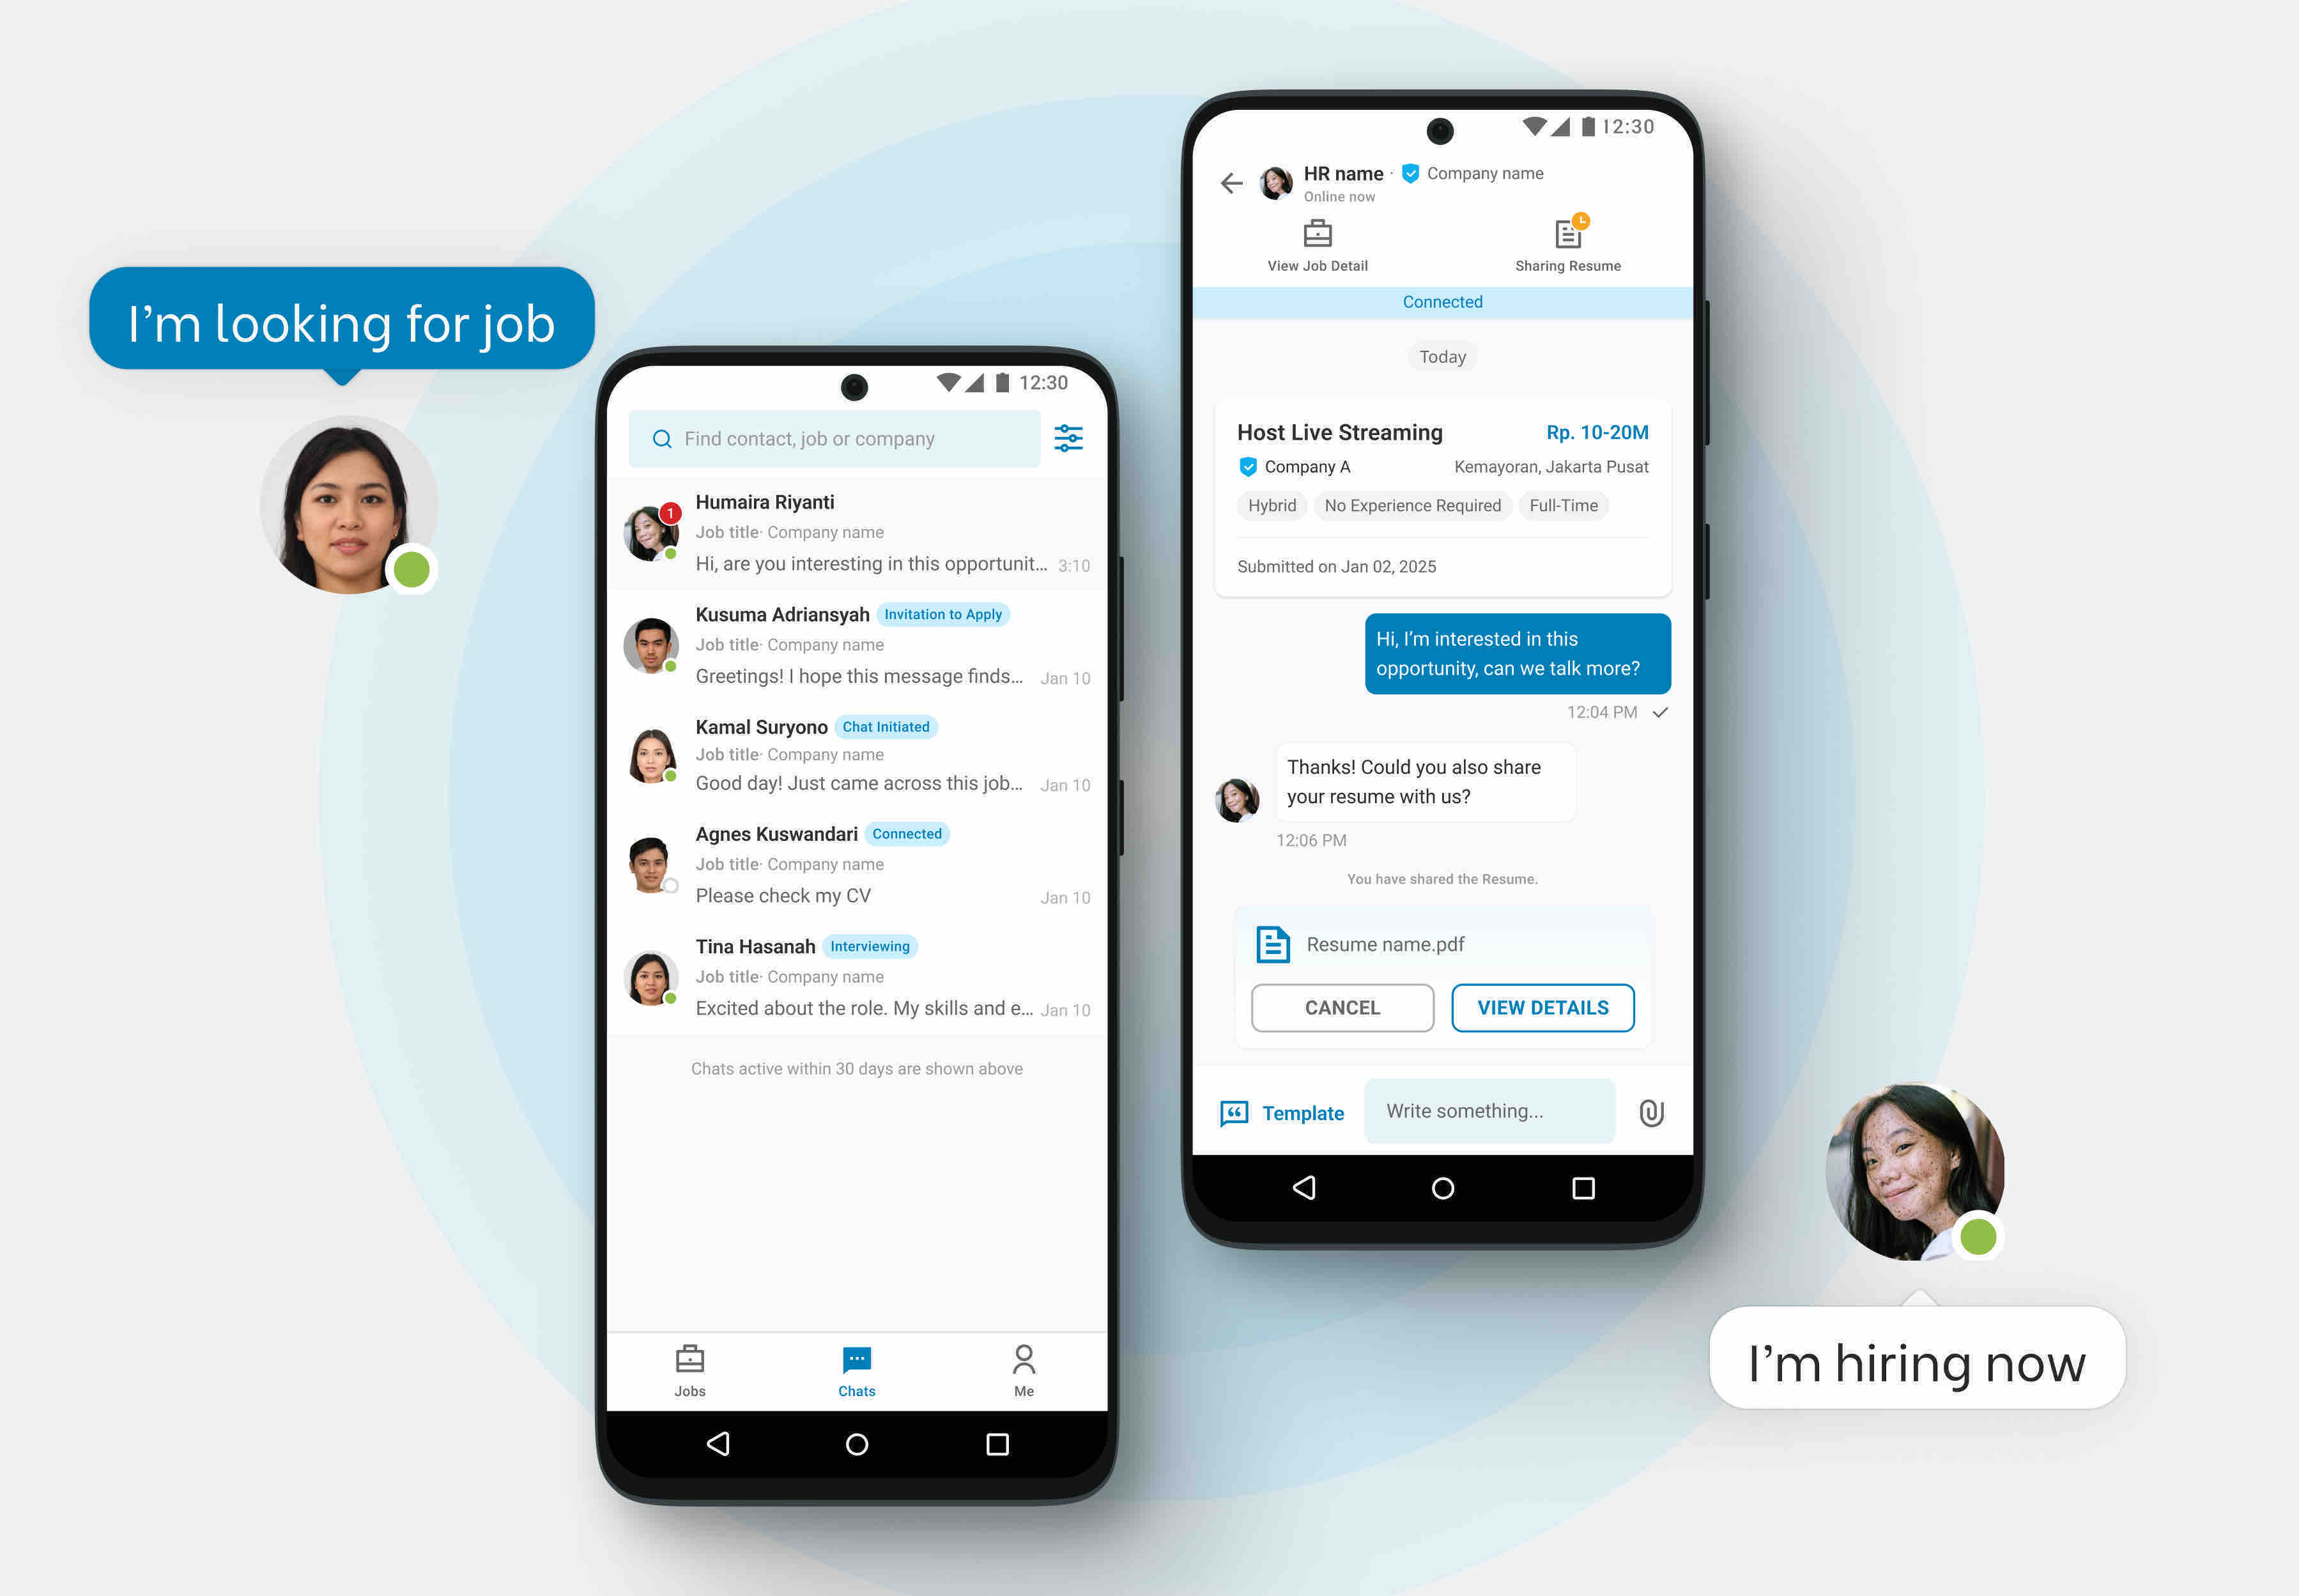 I'm looking for job
12:30
Find contact, job or company
1
Humaira Riyanti
Job title· Company name
Hi, are you interesting in this opportunit... 3:10
Kusuma Adriansyah Invitation to Apply
Job title· Company name
Greetings! I hope this message finds... Jan 10
Kamal Suryono Chat Initiated
Job title· Company name
Good day! Just came across this job... Jan 10
Agnes Kuswandari Connected
Job title· Company name
Please check my CV Jan 10
Tina Hasanah Interviewing
Job title· Company name
Excited about the role. My skills and e... Jan 10
Chats active within 30 days are shown above
Jobs Chats Me
12:30
HR name · Company name
Online now
View Job Detail Sharing Resume
Connected
Today
Host Live Streaming Rp. 10-20M
Company A Kemayoran, Jakarta Pusat
Hybrid No Experience Required Full-Time
Submitted on Jan 02, 2025
Hi, I'm interested in this
opportunity, can we talk more?
12:04 PM
Thanks! Could you also share
your resume with us?
12:06 PM
You have shared the Resume.
Resume name.pdf
CANCEL VIEW DETAILS
Template Write something...
I'm hiring now